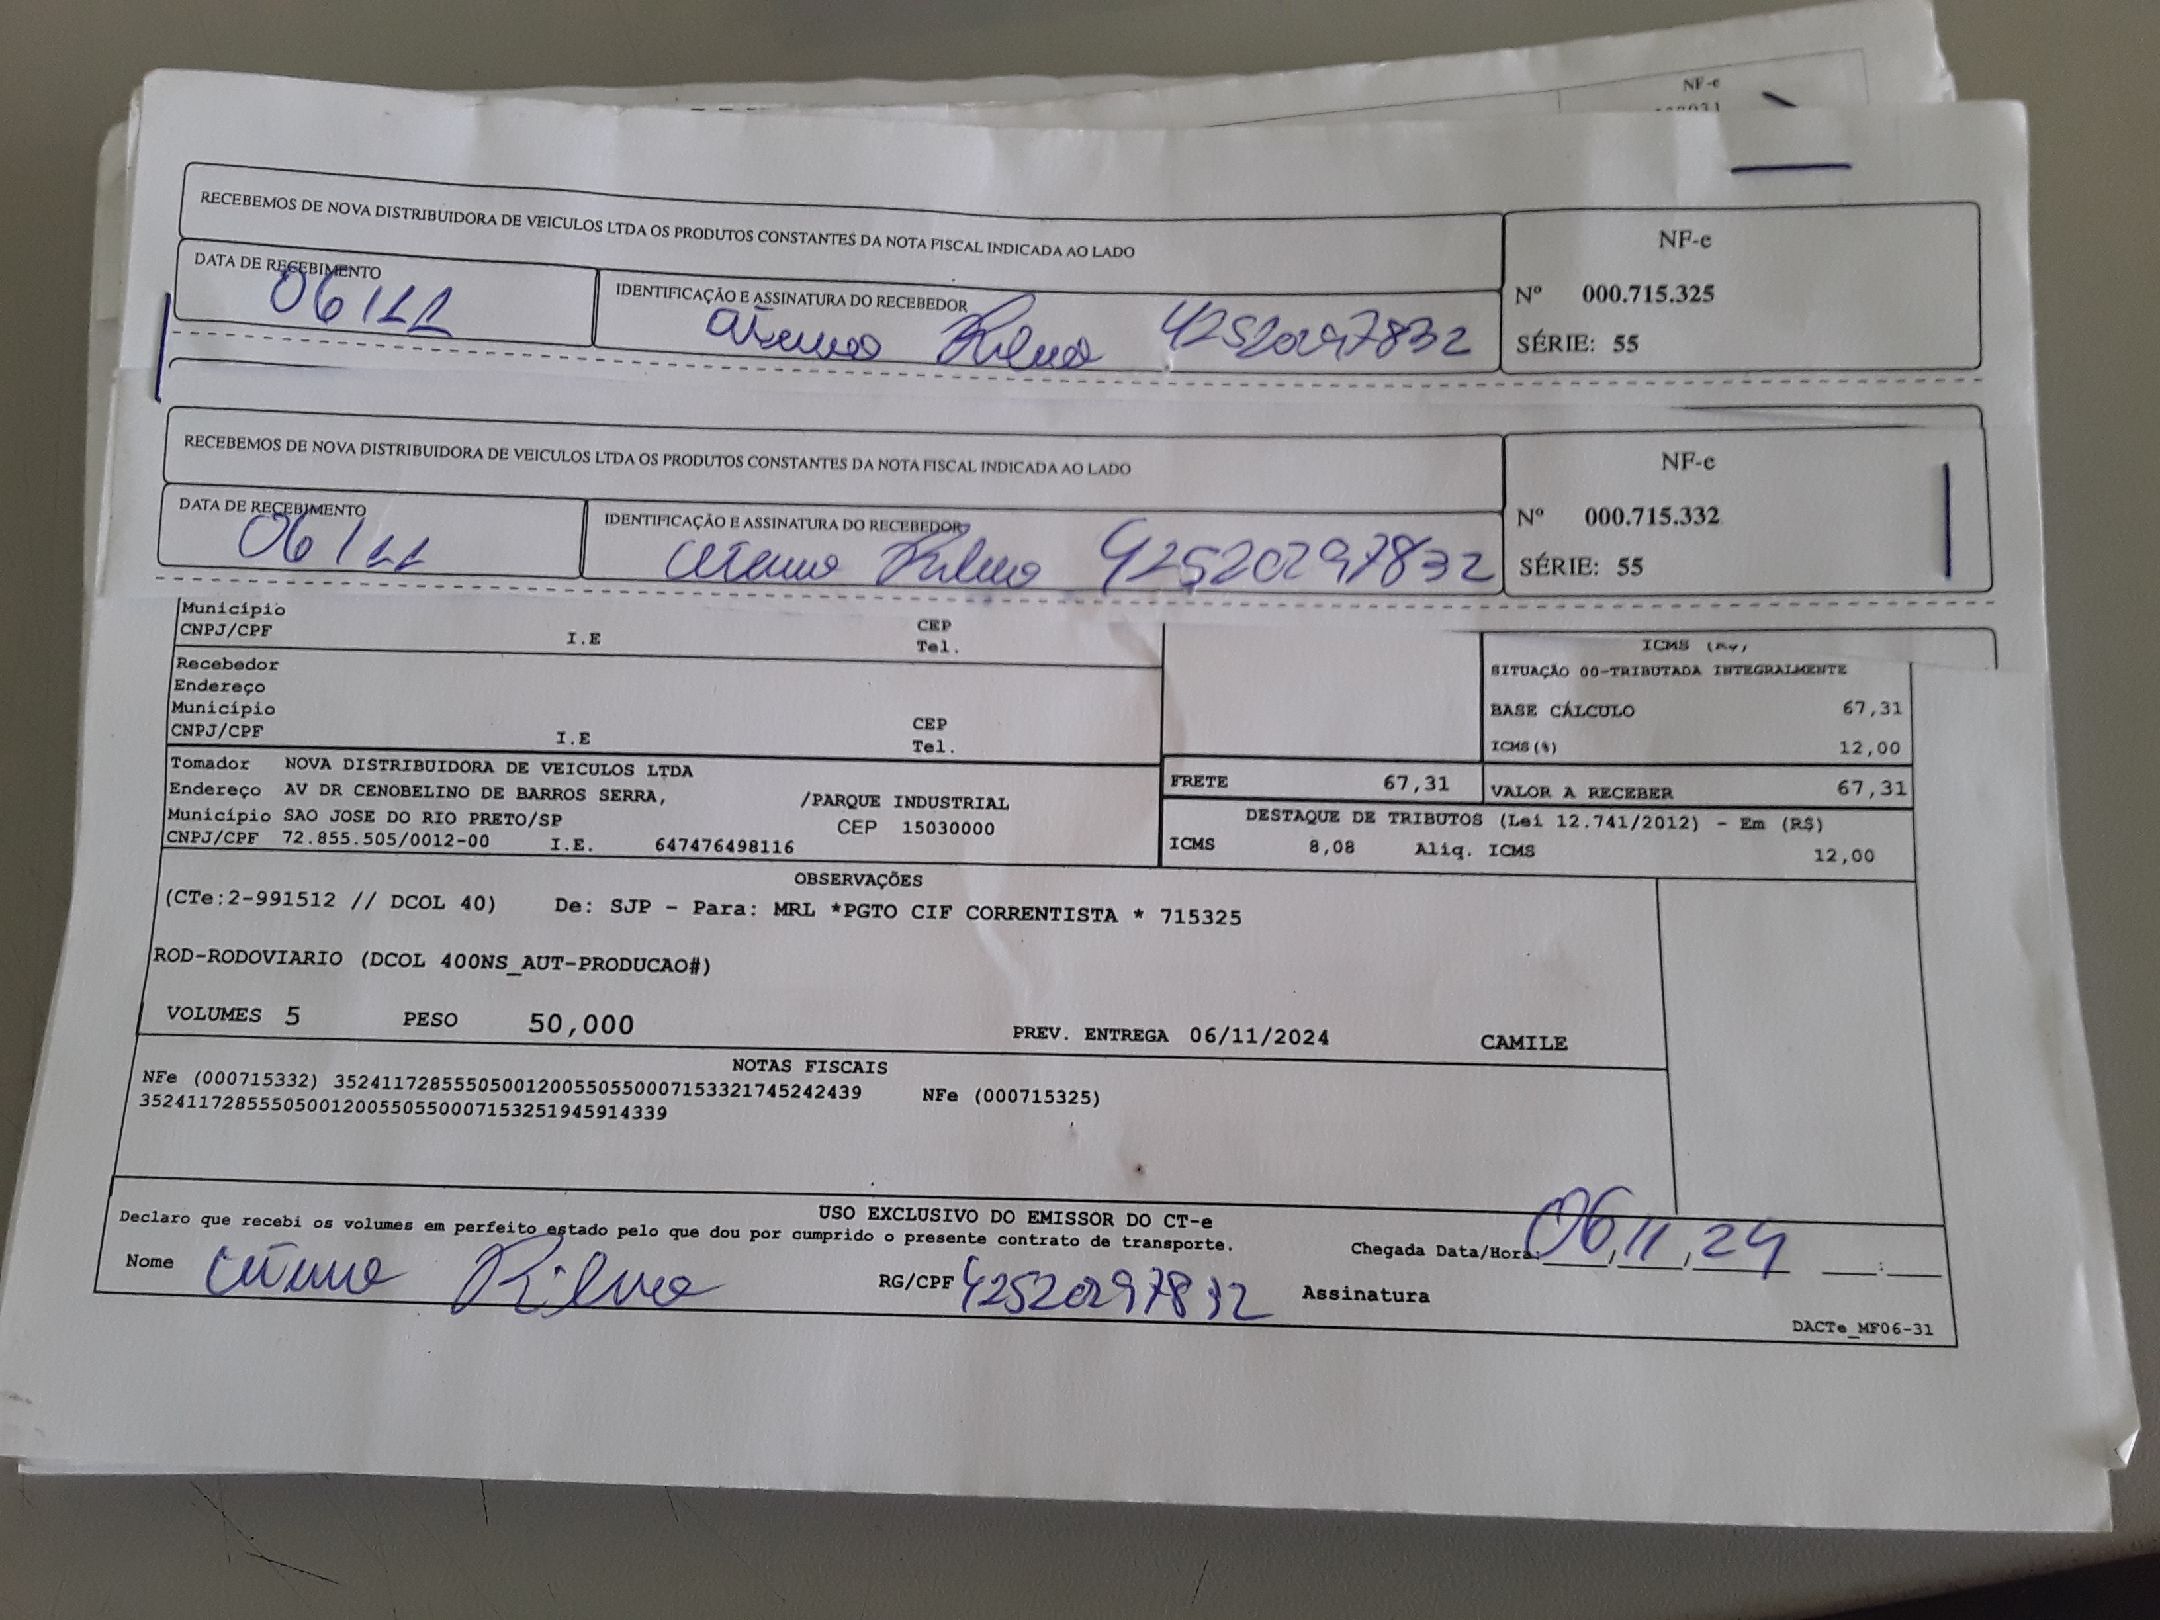 NF-e
RECEBEMOS DE NOVA DISTRIBUIDORA DE VEICULOS LTDA OS PRODUTOS CONSTANTES DA NOTA FISCAL INDICADA AO LADO
NF-e
DATA DE RECEBIMENTO
06/11
IDENTIFICAÇÃO E ASSINATURA DO RECEBEDOR
42520297832
Nº 000.715.325
SÉRIE: 55
RECEBEMOS DE NOVA DISTRIBUIDORA DE VEICULOS LTDA OS PRODUTOS CONSTANTES DA NOTA FISCAL INDICADA AO LADO
NF-e
DATA DE RECEBIMENTO
06/11
IDENTIFICAÇÃO E ASSINATURA DO RECEBEDOR
42520297832
Nº 000.715.332
SÉRIE: 55
Município
CNPJ/CPF I.E CEP
Tel.
Recebedor
Endereço
Município
CNPJ/CPF I.E CEP
Tel.
ICMS
SITUAÇÃO 00-TRIBUTADA INTEGRALMENTE
BASE CÁLCULO 67,31
ICMS(%) 12,00
Tomador NOVA DISTRIBUIDORA DE VEICULOS LTDA
Endereço AV DR CENOBELINO DE BARROS SERRA, /PARQUE INDUSTRIAL
Município SAO JOSE DO RIO PRETO/SP CEP 15030000
CNPJ/CPF 72.855.505/0012-00 I.E. 647476498116
FRETE 67,31 VALOR A RECEBER 67,31
DESTAQUE DE TRIBUTOS (Lei 12.741/2012) - Em (R$)
ICMS 8,08 Aliq. ICMS 12,00
OBSERVAÇÕES
(CTe:2-991512 // DCOL 40) De: SJP - Para: MRL *PGTO CIF CORRENTISTA * 715325
ROD-RODOVIARIO (DCOL 400NS_AUT-PRODUCAO#)
VOLUMES 5 PESO 50,000 PREV. ENTREGA 06/11/2024 CAMILE
NOTAS FISCAIS
NFe (000715332) 35241172855505001200550550007153321745242439 NFe (000715325)
35241172855505001200550550007153251945914339
USO EXCLUSIVO DO EMISSOR DO CT-e
Declaro que recebi os volumes em perfeito estado pelo que dou por cumprido o presente contrato de transporte.
Chegada Data/Hora: 06/11/24 :
Nome RG/CPF 42520297832 Assinatura
DACTe_MF06-31